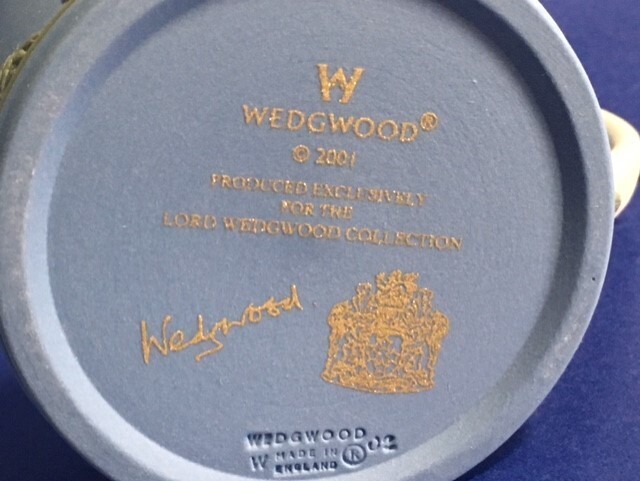 W
WEDGWOOD®
© 2001
PRODUCED EXCLUSIVELY
FOR THE
LORD WEDGWOOD COLLECTION
Wedgwood
WEDGWOOD
W MADE IN ENGLAND ® 02